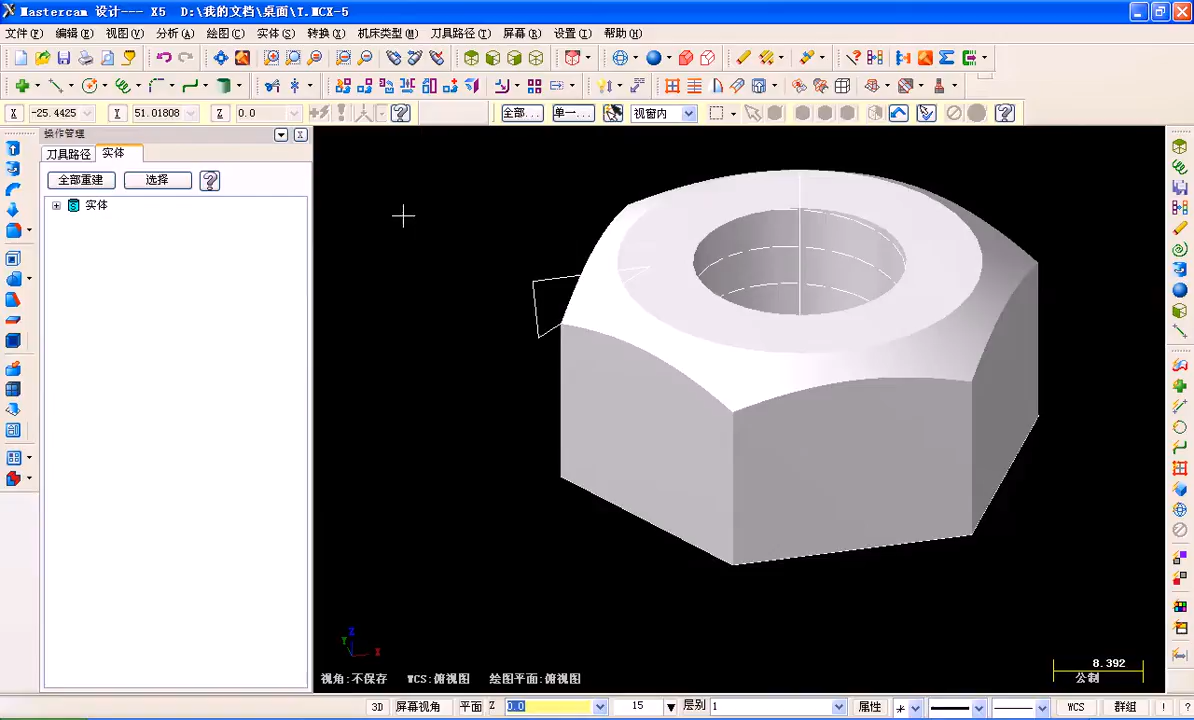 Mastercam 设计--- X5 D:\我的文档\桌面\T.MCX-5
文件(F) 编辑(E) 视图(V) 分析(A) 绘图(C) 实体(S) 转换(X) 机床类型(M) 刀具路径(T) 屏幕(R) 设置(I) 帮助(H)
X -25.4425 Y 51.01808 Z 0.0 全部... 单一... 视窗内
操作管理
刀具路径 实体
全部重建 选择
实体
Z
Y
X
8.392
公制
视角:不保存 WCS:俯视图 绘图平面:俯视图
3D 屏幕视角 平面 Z 0.0 15 层别 1 属性 WCS 群组 ! ?